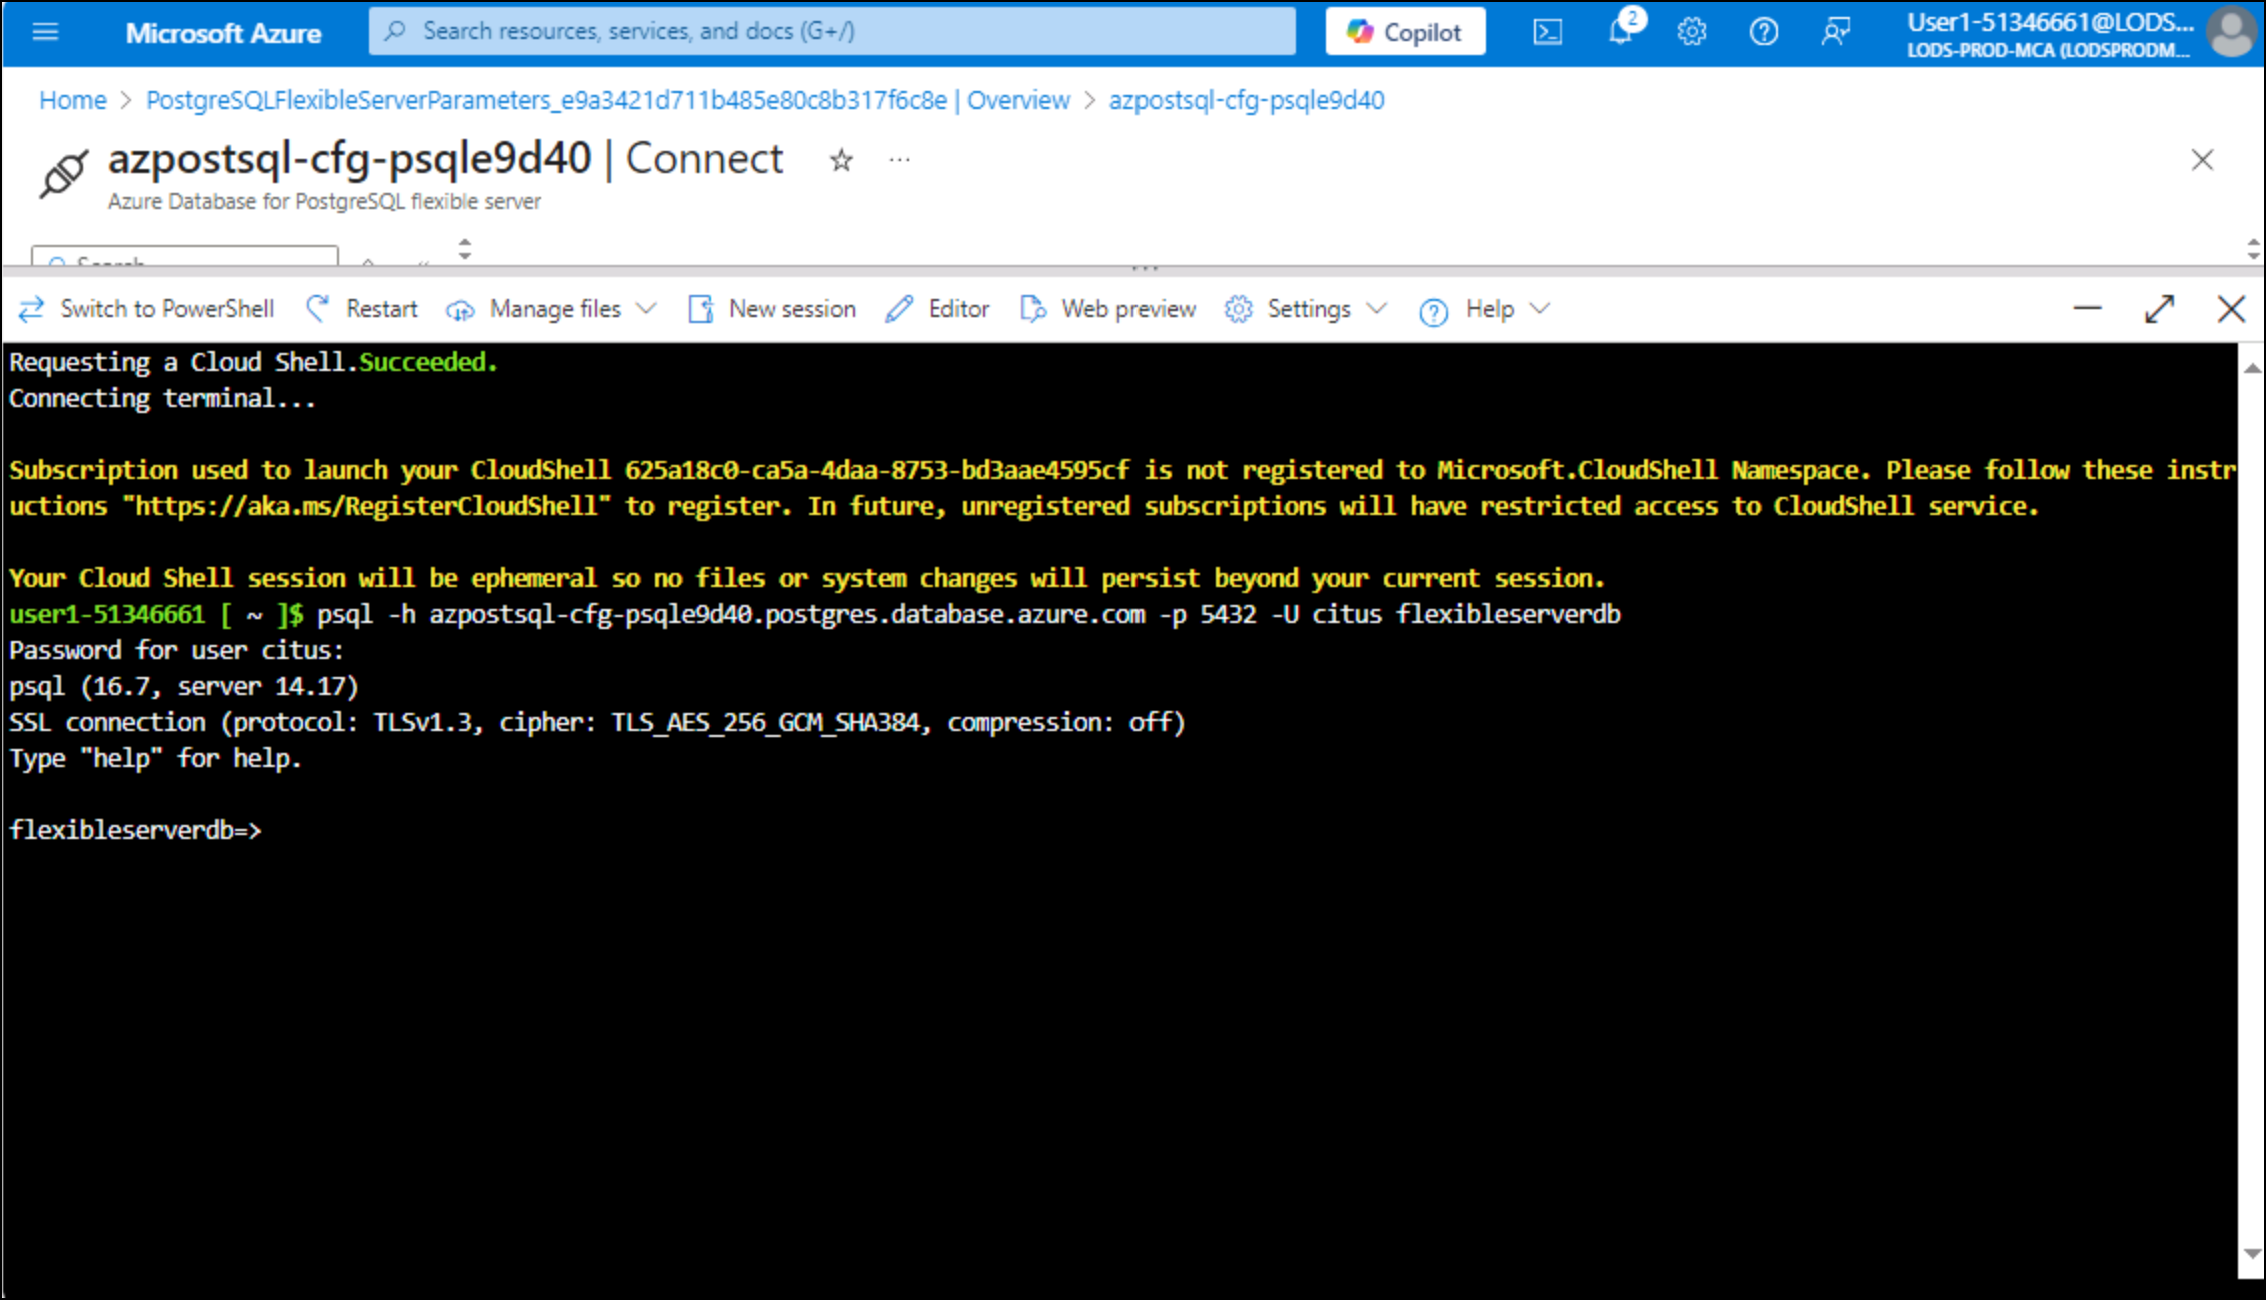 Microsoft Azure
Search resources, services, and docs (G+/)
Copilot
2
User1-51346661@LODS...
LODS-PROD-MCA (LODSPRODM...
Home > PostgreSQLFlexibleServerParameters_e9a3421d711b485e80c8b317f6c8e | Overview > azpostsql-cfg-psqle9d40
azpostsql-cfg-psqle9d40 | Connect
Azure Database for PostgreSQL flexible server
Search
Switch to PowerShell Restart Manage files New session Editor Web preview Settings Help
Requesting a Cloud Shell.Succeeded.
Connecting terminal...
Subscription used to launch your CloudShell 625a18c0-ca5a-4daa-8753-bd3aae4595cf is not registered to Microsoft.CloudShell Namespace. Please follow these instr
uctions "https://aka.ms/RegisterCloudShell" to register. In future, unregistered subscriptions will have restricted access to CloudShell service.
Your Cloud Shell session will be ephemeral so no files or system changes will persist beyond your current session.
user1-51346661 [ ~ ]$ psql -h azpostsql-cfg-psqle9d40.postgres.database.azure.com -p 5432 -U citus flexibleserverdb
Password for user citus:
psql (16.7, server 14.17)
SSL connection (protocol: TLSv1.3, cipher: TLS_AES_256_GCM_SHA384, compression: off)
Type "help" for help.
flexibleserverdb=>